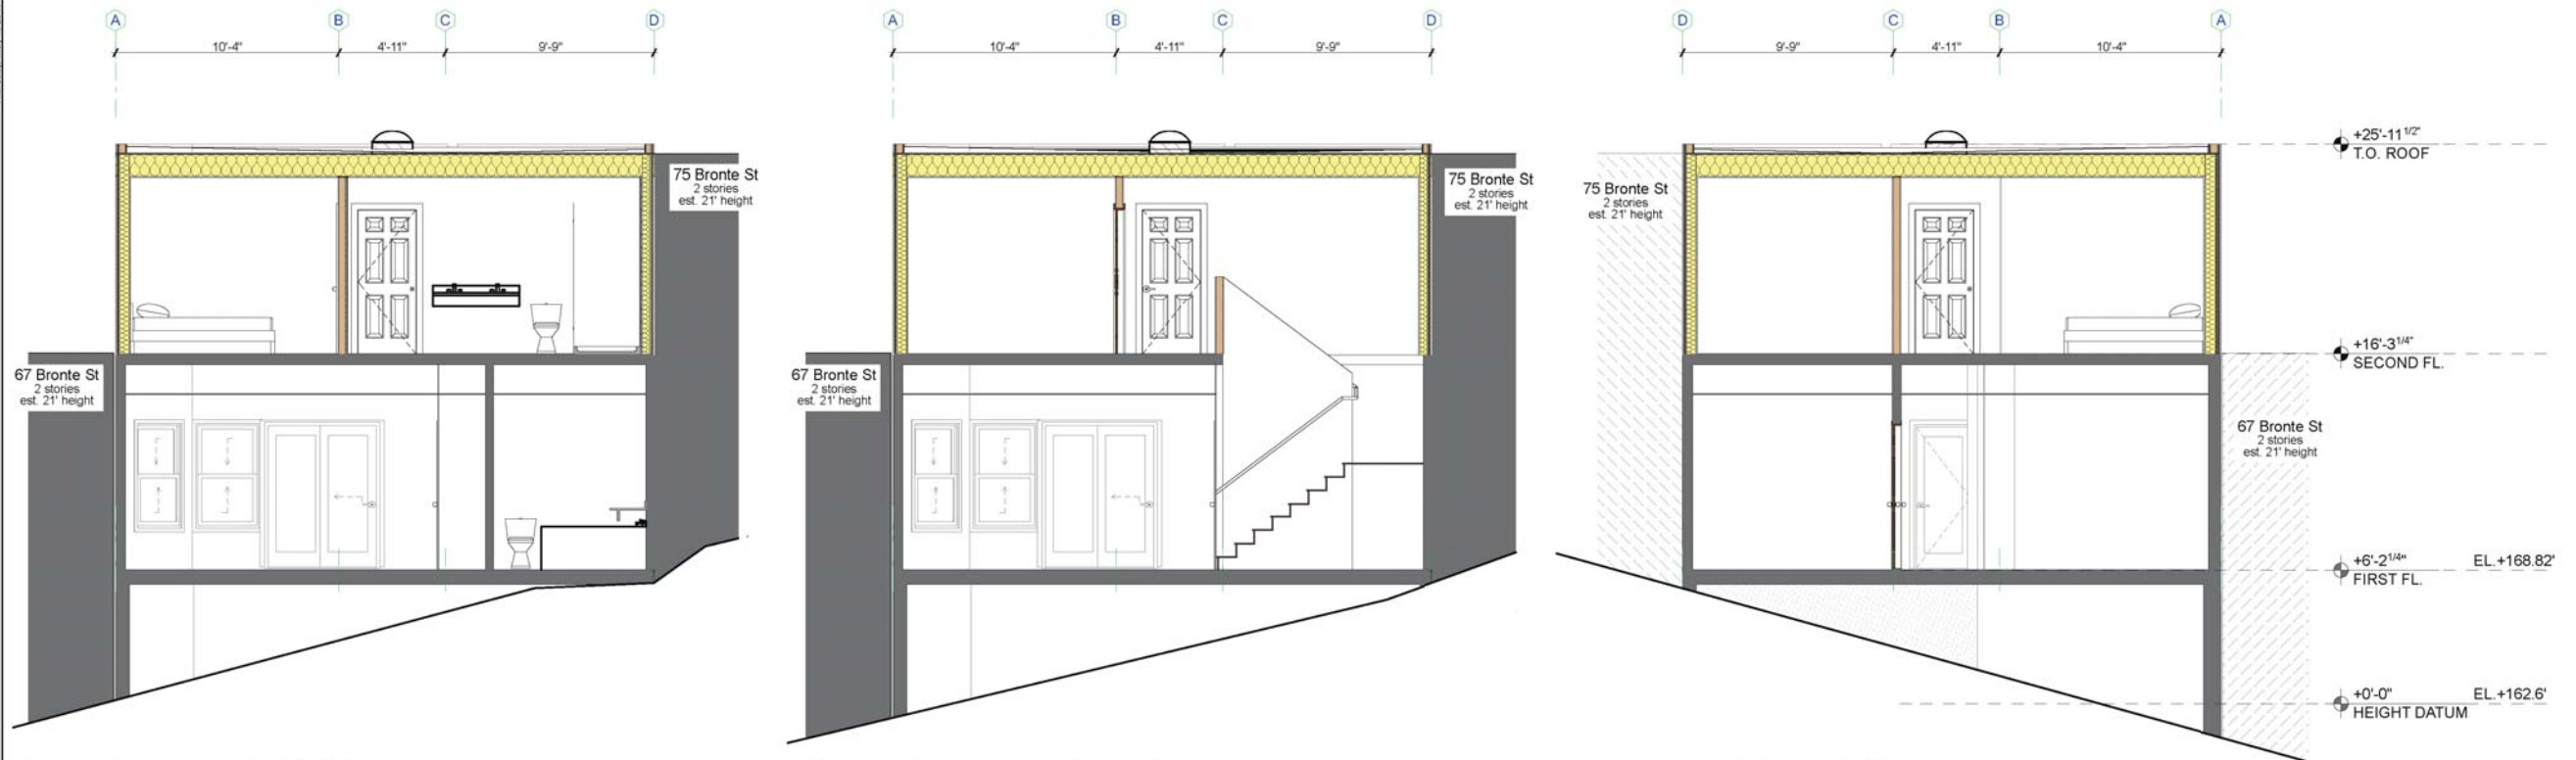 A B C D
10'-4" 4'-11" 9'-9"
A B C D
10'-4" 4'-11" 9'-9"
D C B A
9'-9" 4'-11" 10'-4"
75 Bronte St
2 stories
est. 21' height
67 Bronte St
2 stories
est. 21' height
75 Bronte St
2 stories
est. 21' height
67 Bronte St
2 stories
est. 21' height
75 Bronte St
2 stories
est. 21' height
67 Bronte St
2 stories
est. 21' height
+25'-11 1/2"
T.O. ROOF
+16'-3 1/4"
SECOND FL.
+6'-2 1/4" EL.+168.82'
FIRST FL.
+0'-0" EL.+162.6'
HEIGHT DATUM